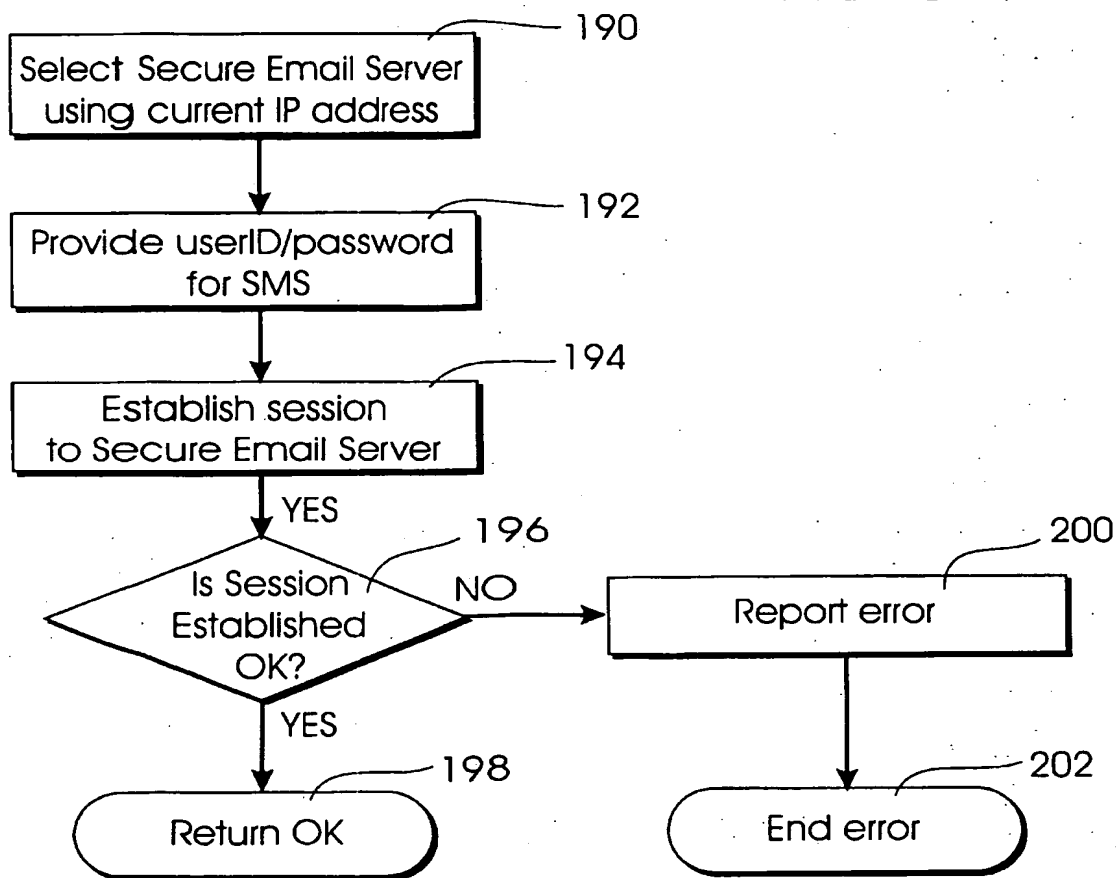 190
Select Secure Email Server
using current IP address
192
Provide userID/password
for SMS
194
Establish session
to Secure Email Server
YES
196
Is Session
Established
OK?
NO
200
Report error
YES
198
Return OK
202
End error